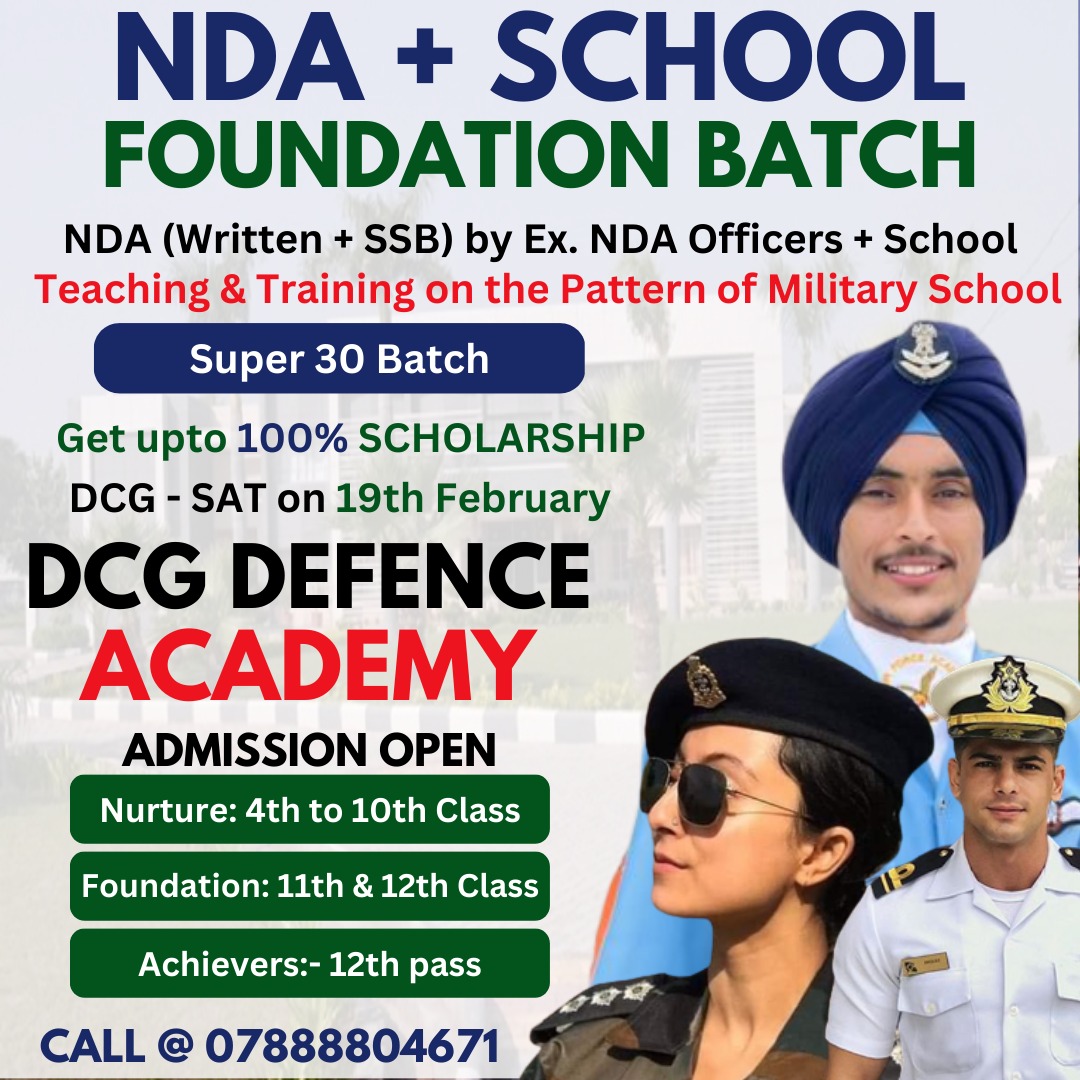 NDA + SCHOOL
FOUNDATION BATCH
NDA (Written + SSB) by Ex. NDA Officers + School
Teaching & Training on the Pattern of Military School
Super 30 Batch
Get upto 100% SCHOLARSHIP
DCG - SAT on 19th February
DCG DEFENCE
ACADEMY
ADMISSION OPEN
Nurture: 4th to 10th Class
Foundation: 11th & 12th Class
Achievers:- 12th pass
CALL @ 07888804671